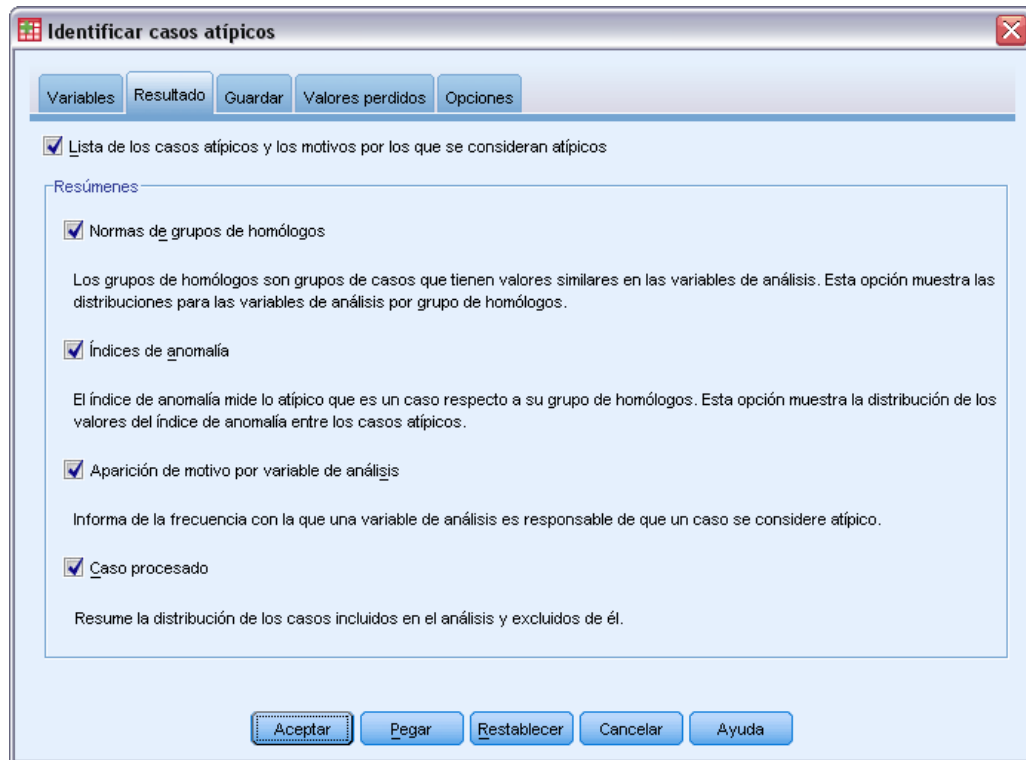 Identificar casos atípicos
Variables
Resultado
Guardar
Valores perdidos
Opciones
Lista de los casos atípicos y los motivos por los que se consideran atípicos
Resúmenes
Normas de grupos de homólogos
Los grupos de homólogos son grupos de casos que tienen valores similares en las variables de análisis. Esta opción muestra las
distribuciones para las variables de análisis por grupo de homólogos.
Índices de anomalía
El índice de anomalía mide lo atípico que es un caso respecto a su grupo de homólogos. Esta opción muestra la distribución de los
valores del índice de anomalía entre los casos atípicos.
Aparición de motivo por variable de análisis
Informa de la frecuencia con la que una variable de análisis es responsable de que un caso se considere atípico.
Caso procesado
Resume la distribución de los casos incluidos en el análisis y excluidos de él.
Aceptar
Pegar
Restablecer
Cancelar
Ayuda